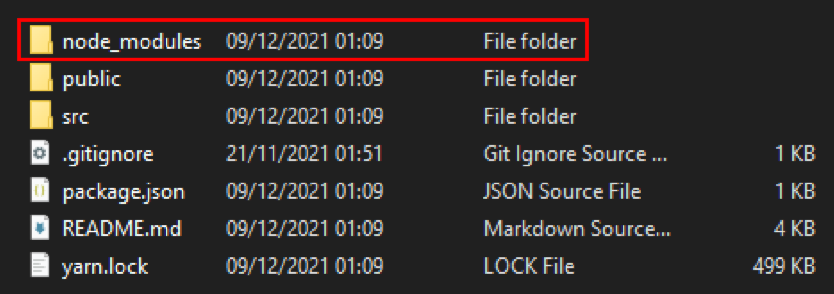 node_modules 09/12/2021 01:09 File folder
public 09/12/2021 01:09 File folder
src 09/12/2021 01:09 File folder
.gitignore 21/11/2021 01:51 Git Ignore Source ... 1 KB
package.json 09/12/2021 01:09 JSON Source File 1 KB
README.md 09/12/2021 01:09 Markdown Source... 4 KB
yarn.lock 09/12/2021 01:09 LOCK File 499 KB